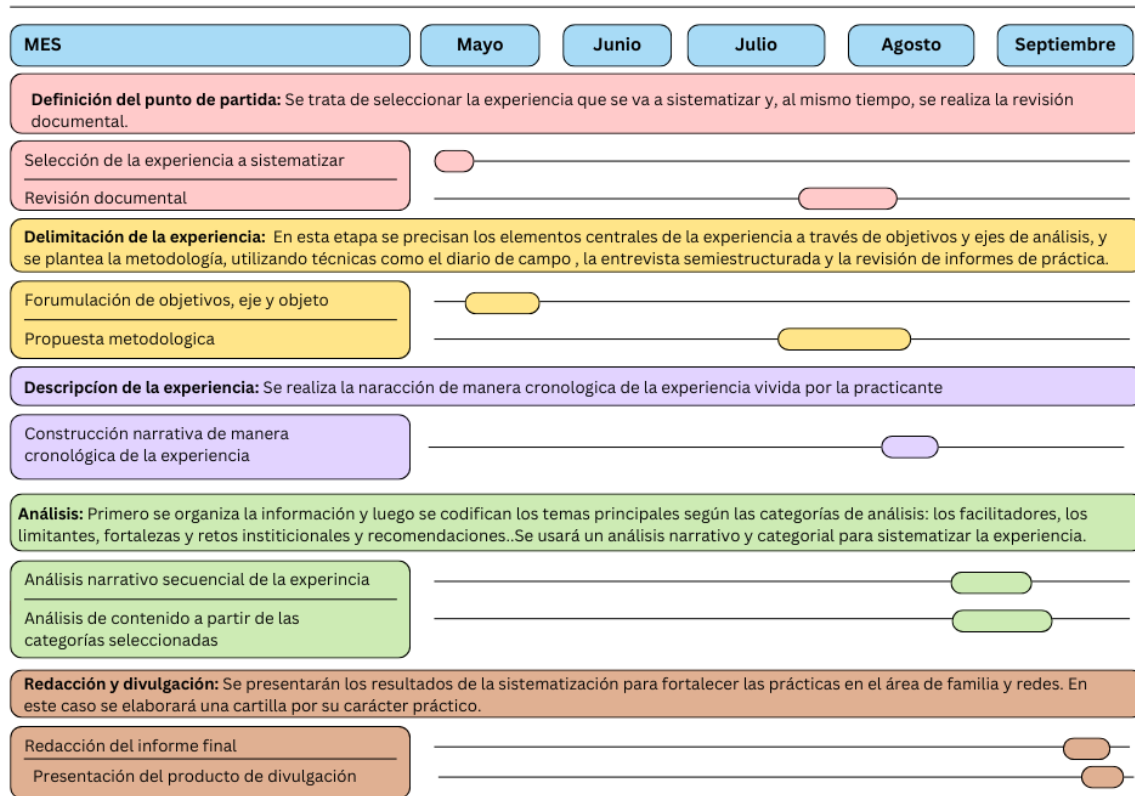 MES
Mayo
Junio
Julio
Agosto
Septiembre
Definición del punto de partida: Se trata de seleccionar la experiencia que se va a sistematizar y, al mismo tiempo, se realiza la revisión
documental.
Selección de la experiencia a sistematizar
Revisión documental
Delimitación de la experiencia: En esta etapa se precisan los elementos centrales de la experiencia a través de objetivos y ejes de análisis, y
se plantea la metodología, utilizando técnicas como el diario de campo , la entrevista semiestructurada y la revisión de informes de práctica.
Forumulación de objetivos, eje y objeto
Propuesta metodologica
Descripcíon de la experiencia: Se realiza la naracción de manera cronologica de la experiencia vivida por la practicante
Construcción narrativa de manera
cronológica de la experiencia
Análisis: Primero se organiza la información y luego se codifican los temas principales según las categorías de análisis: los facilitadores, los
limitantes, fortalezas y retos institicionales y recomendaciones..Se usará un análisis narrativo y categorial para sistematizar la experiencia.
Análisis narrativo secuencial de la experincia
Análisis de contenido a partir de las
categorías seleccionadas
Redacción y divulgación: Se presentarán los resultados de la sistematización para fortalecer las prácticas en el área de familia y redes. En
este caso se elaborará una cartilla por su carácter práctico.
Redacción del informe final
Presentación del producto de divulgación